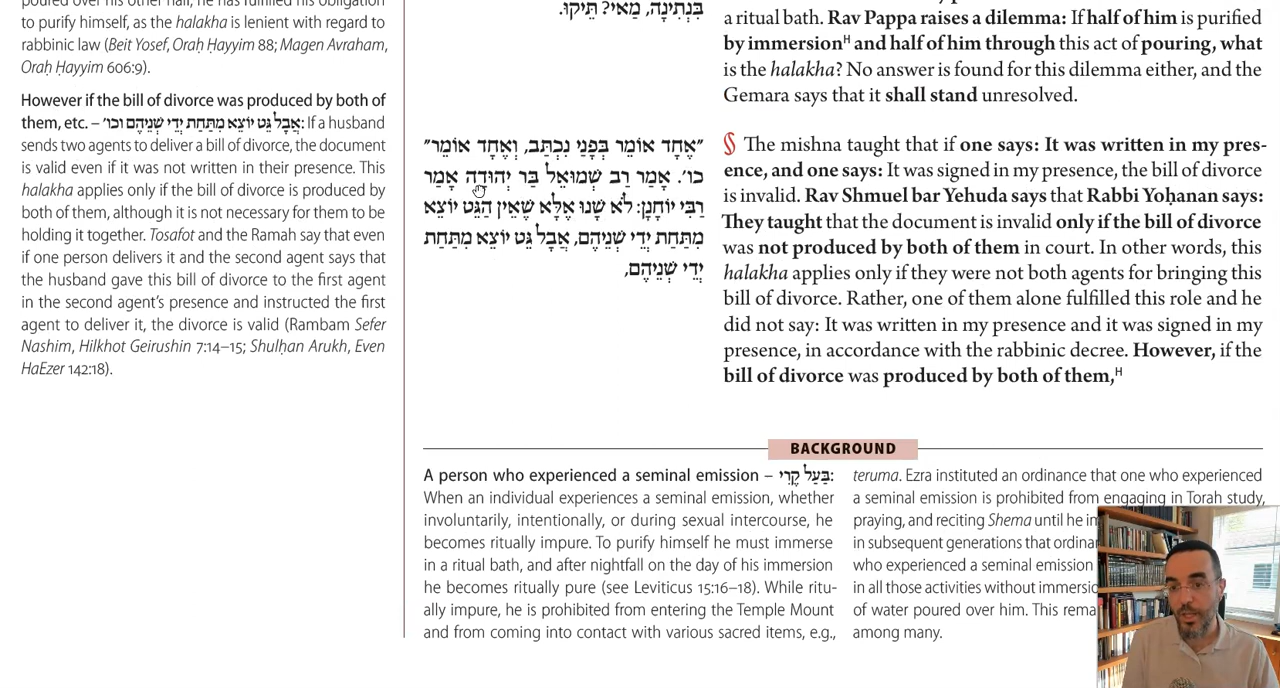 poured over his other half, he has fulfilled his obligation
to purify himself, as the halakha is lenient with regard to
rabbinic law (Beit Yosef, Oraḥ Ḥayyim 88; Magen Avraham,
Oraḥ Ḥayyim 606:9).
However if the bill of divorce was produced by both of
them, etc. – אֲבָל גֵּט יוֹצֵא מִתַּחַת יְדֵי שְׁנֵיהֶם וכו׳: If a husband
sends two agents to deliver a bill of divorce, the document
is valid even if it was not written in their presence. This
halakha applies only if the bill of divorce is produced by
both of them, although it is not necessary for them to be
holding it together. Tosafot and the Ramah say that even
if one person delivers it and the second agent says that
the husband gave this bill of divorce to the first agent
in the second agent's presence and instructed the first
agent to deliver it, the divorce is valid (Rambam Sefer
Nashim, Hilkhot Geirushin 7:14–15; Shulḥan Arukh, Even
HaEzer 142:18).
בִּנְתִינָה, מַאי? תֵּיקוּ.
״אֶחָד אוֹמֵר בְּפָנַי נִכְתַּב, וְאֶחָד אוֹמֵר״
כו׳. אָמַר רַב שְׁמוּאֵל בַּר יְהוּדָה אָמַר
רַבִּי יוֹחָנָן: לֹא שָׁנוּ אֶלָּא שֶׁאֵין הַגֵּט יוֹצֵא
מִתַּחַת יְדֵי שְׁנֵיהֶם, אֲבָל גֵּט יוֹצֵא מִתַּחַת
יְדֵי שְׁנֵיהֶם,
a ritual bath. Rav Pappa raises a dilemma: If half of him is purified
by immersionᴴ and half of him through this act of pouring, what
is the halakha? No answer is found for this dilemma either, and the
Gemara says that it shall stand unresolved.
§ The mishna taught that if one says: It was written in my pres-
ence, and one says: It was signed in my presence, the bill of divorce
is invalid. Rav Shmuel bar Yehuda says that Rabbi Yoḥanan says:
They taught that the document is invalid only if the bill of divorce
was not produced by both of them in court. In other words, this
halakha applies only if they were not both agents for bringing this
bill of divorce. Rather, one of them alone fulfilled this role and he
did not say: It was written in my presence and it was signed in my
presence, in accordance with the rabbinic decree. However, if the
bill of divorce was produced by both of them,ᴴ
BACKGROUND
A person who experienced a seminal emission – בַּעַל קֶרִי:
When an individual experiences a seminal emission, whether
involuntarily, intentionally, or during sexual intercourse, he
becomes ritually impure. To purify himself he must immerse
in a ritual bath, and after nightfall on the day of his immersion
he becomes ritually pure (see Leviticus 15:16–18). While ritu-
ally impure, he is prohibited from entering the Temple Mount
and from coming into contact with various sacred items, e.g.,
teruma. Ezra instituted an ordinance that one who experienced
a seminal emission is prohibited from engaging in Torah study,
praying, and reciting Shema until he
in subsequent generations that
who experienced a seminal emission
in all those activities without
of water poured over him. This
among many.